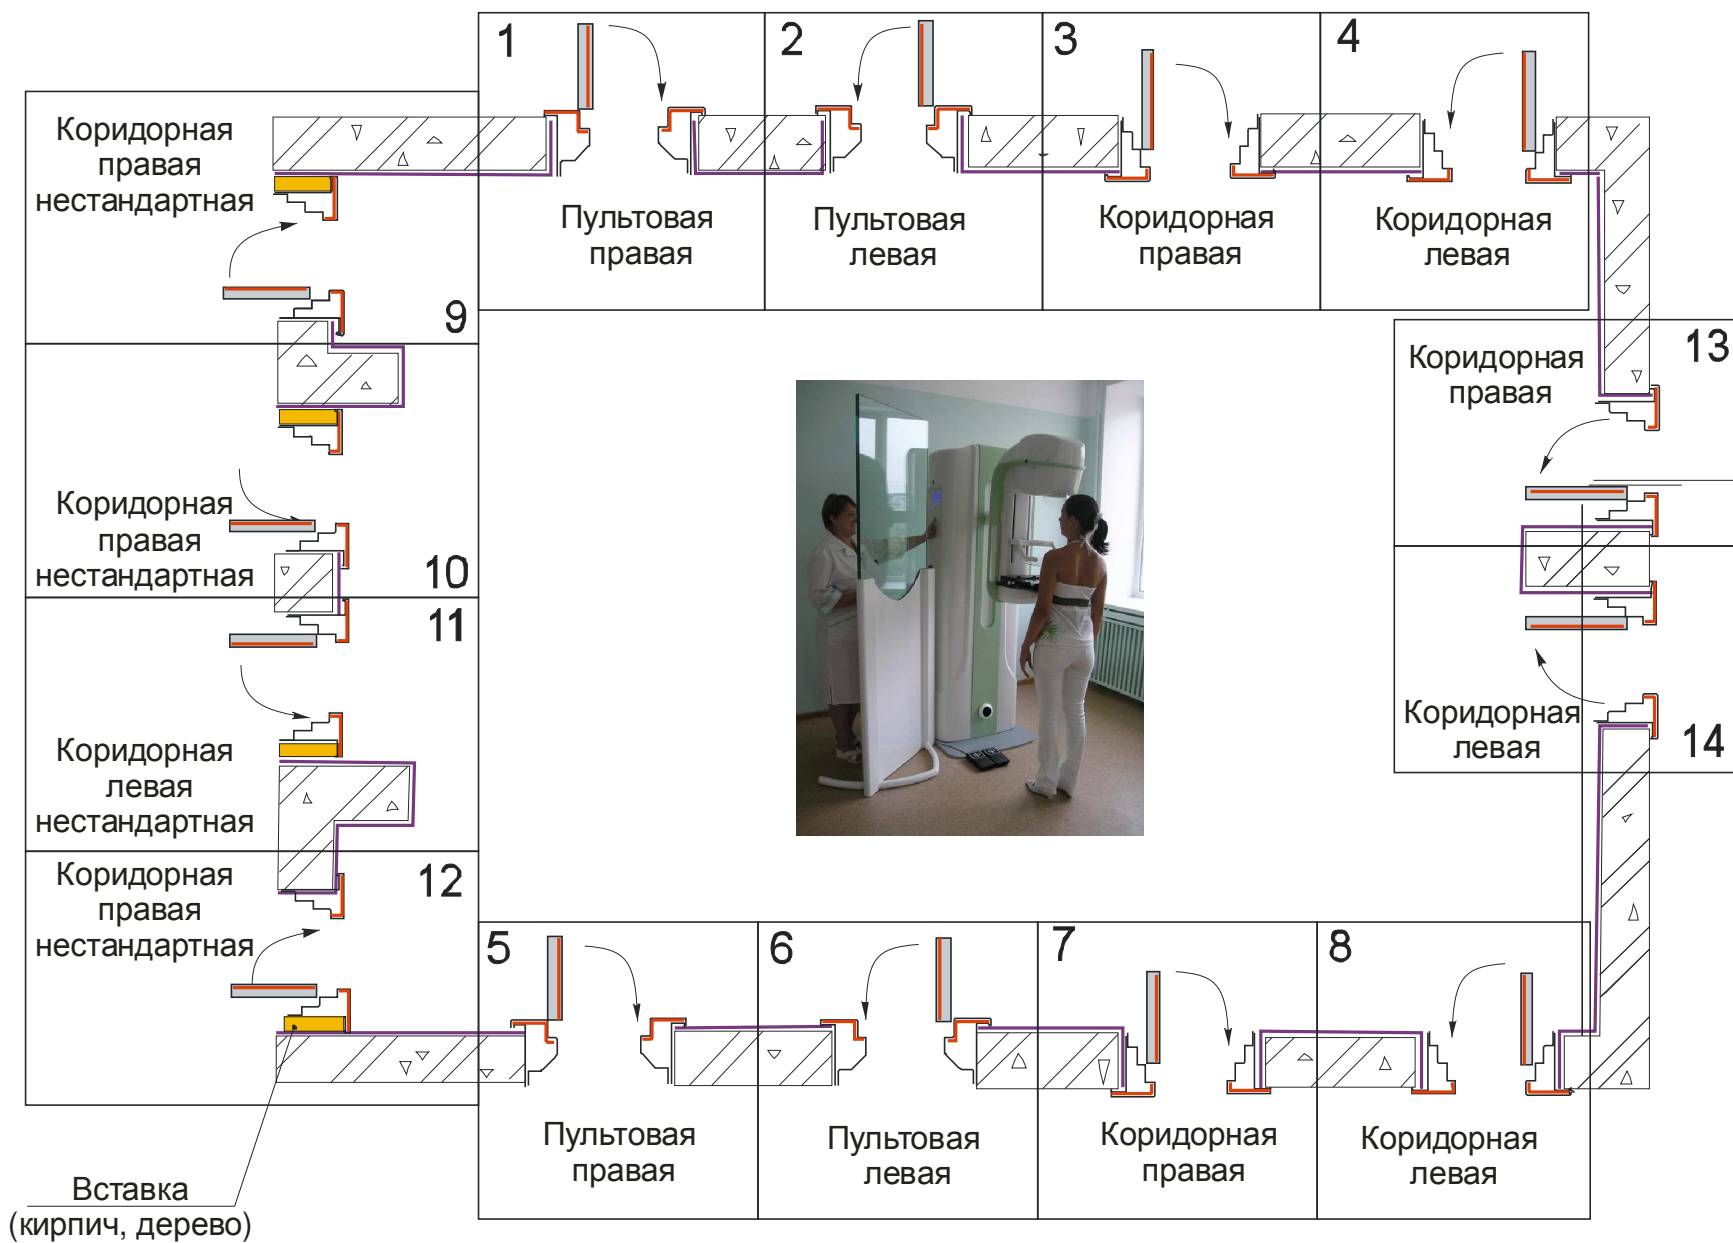 1
Пультовая
правая
2
Пультовая
левая
3
Коридорная
правая
4
Коридорная
левая
Коридорная
правая
нестандартная
9
Коридорная
правая
нестандартная
10
11
Коридорная
левая
нестандартная
Коридорная
правая
нестандартная
12
13
Коридорная
правая
Коридорная
левая
14
5
Пультовая
правая
6
Пультовая
левая
7
Коридорная
правая
8
Коридорная
левая
Вставка
(кирпич, дерево)